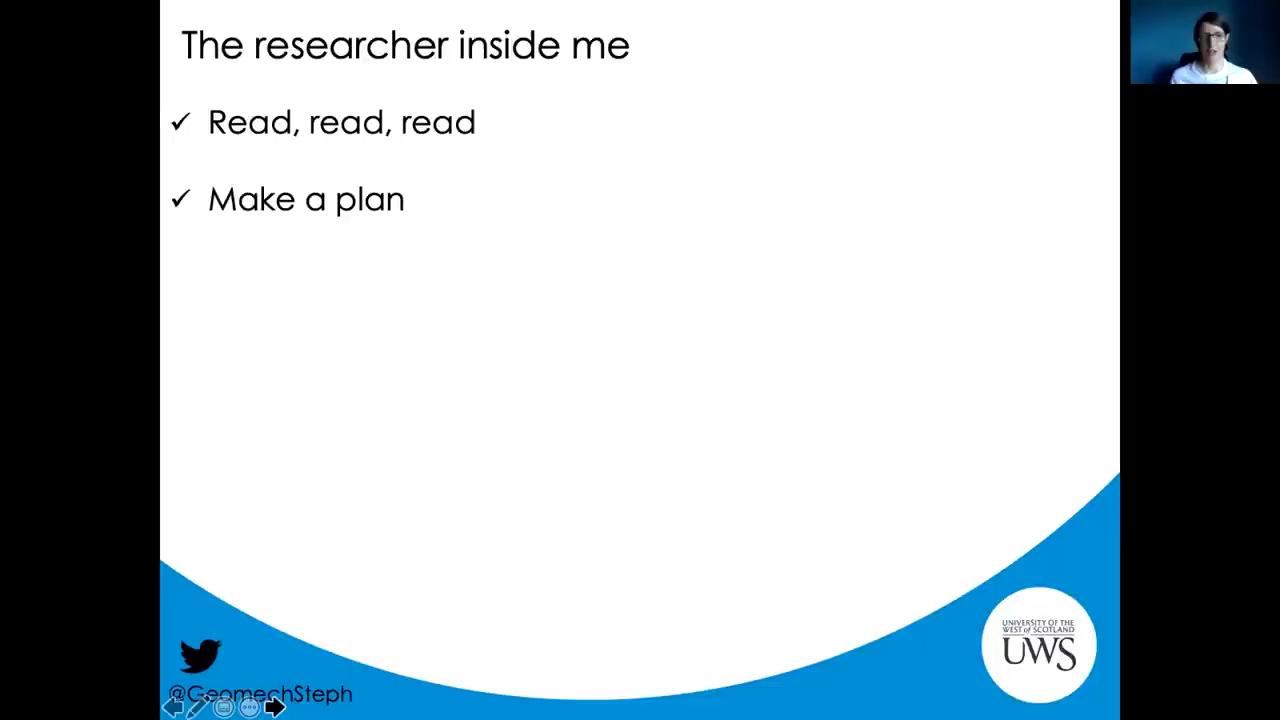 The researcher inside me
✓ Read, read, read
✓ Make a plan
@GeomechSteph
UNIVERSITY OF THE
WEST of SCOTLAND
UWS